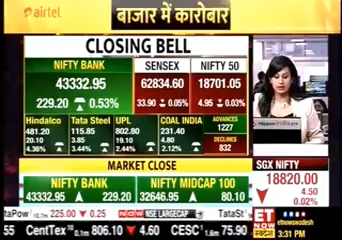 airtel
बाजार में कारोबार
CLOSING BELL
NIFTY BANK
43332.95
229.20 0.53%
SENSEX
62834.60
33.90 0.05%
NIFTY 50
18701.05
4.95 0.03%
Hindalco
481.20
20.10
4.36%
Tata Steel
115.85
3.85
3.44%
UPL
802.80
19.10
2.44%
COAL INDIA
231.40
4.80
2.12%
ADVANCES
1227
DECLINES
832
MARKET CLOSE
NIFTY BANK
43332.95 229.20
NIFTY MIDCAP 100
32646.95 80.10
SGX NIFTY
18820.00
4.50
0.02%
taPow 225.00 0.25 NOW NSE LARGECAP TataSt
55 CentTex 806.10 4.60 CESC 75.90
ET NOW
3:31 PM